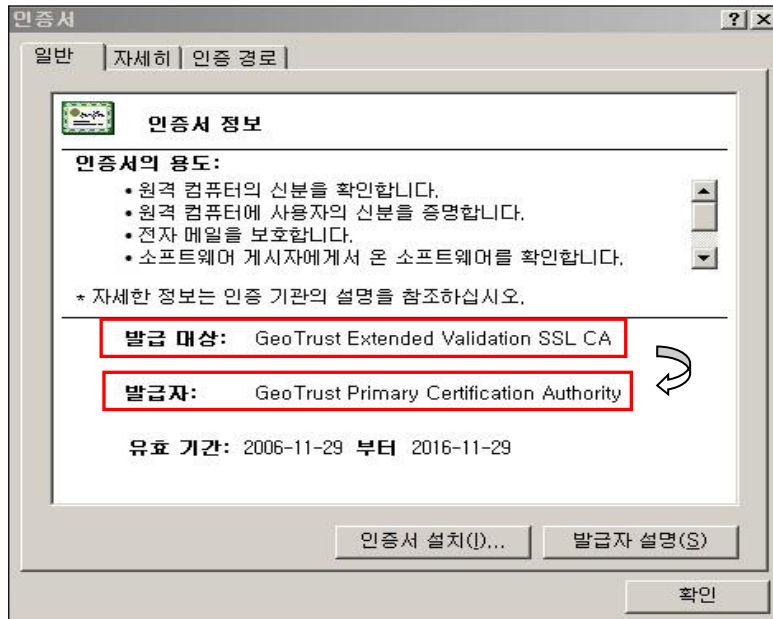 인증서
일반 자세히 인증 경로
인증서 정보
인증서의 용도:
• 원격 컴퓨터의 신분을 확인합니다.
• 원격 컴퓨터에 사용자의 신분을 증명합니다.
• 전자 메일을 보호합니다.
• 소프트웨어 게시자에게서 온 소프트웨어를 확인합니다.
* 자세한 정보는 인증 기관의 설명을 참조하십시오.
발급 대상: GeoTrust Extended Validation SSL CA
발급자: GeoTrust Primary Certification Authority
유효 기간: 2006-11-29 부터 2016-11-29
인증서 설치(I)... 발급자 설명(S)
확인